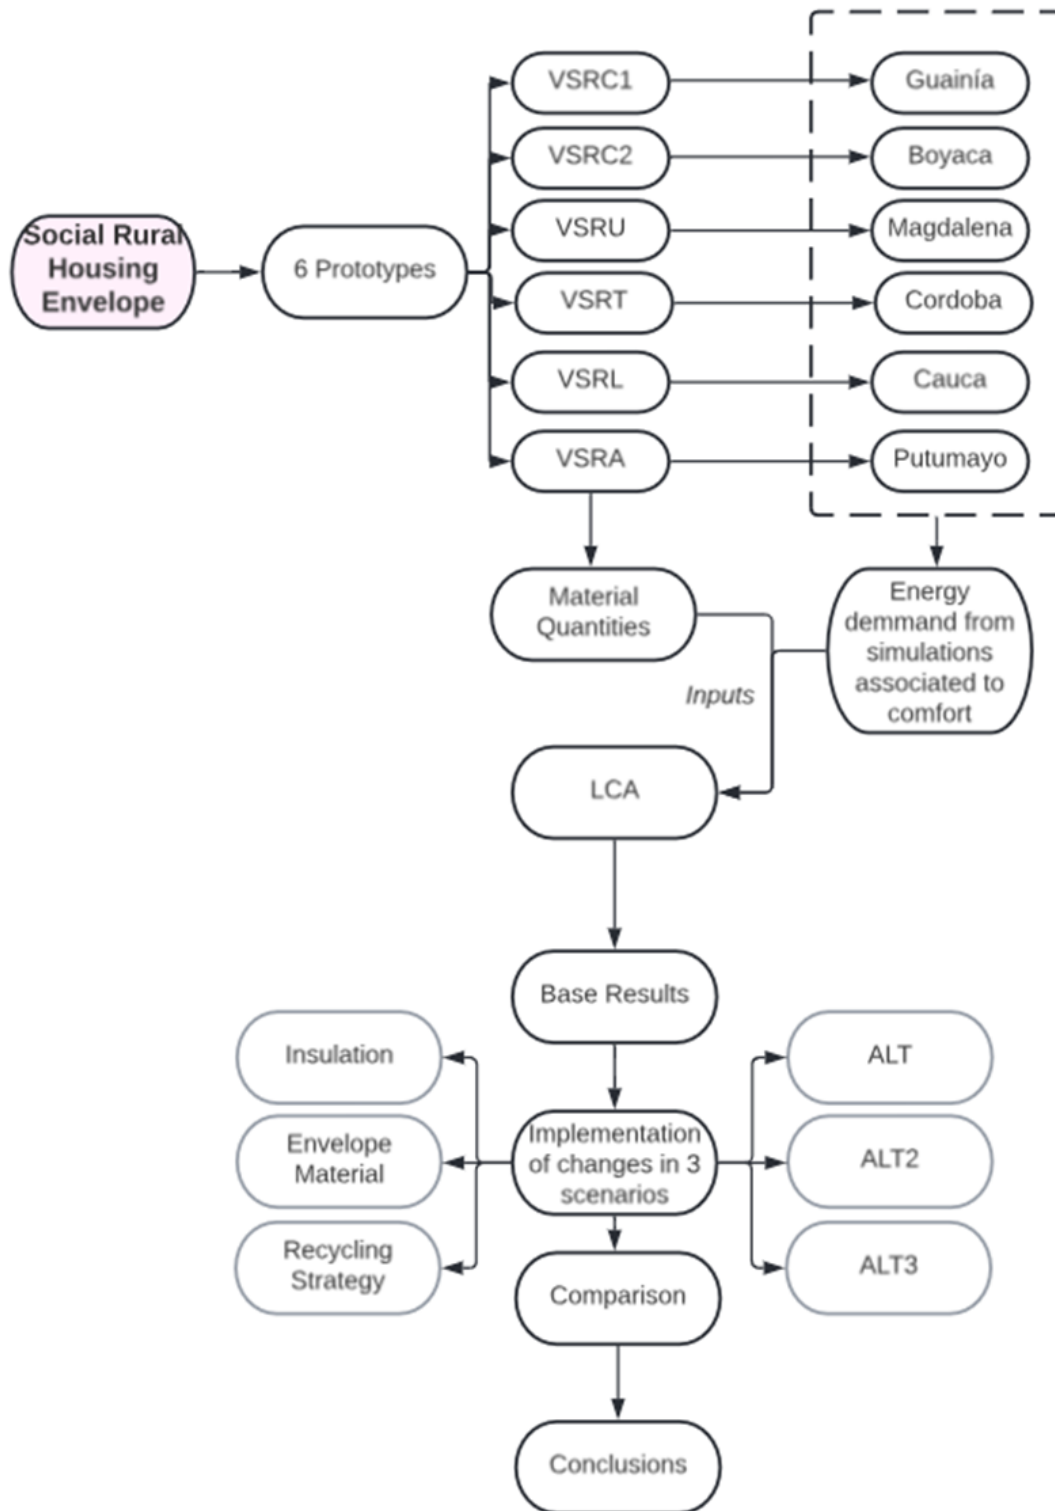 Social Rural
Housing
Envelope
6 Prototypes
VSRC1
Guainía
VSRC2
Boyaca
VSRU
Magdalena
VSRT
Cordoba
VSRL
Cauca
VSRA
Putumayo
Material
Quantities
Energy
demmand from
simulations
associated to
comfort
Inputs
LCA
Base Results
Insulation
Envelope
Material
Recycling
Strategy
Implementation
of changes in 3
scenarios
ALT
ALT2
ALT3
Comparison
Conclusions